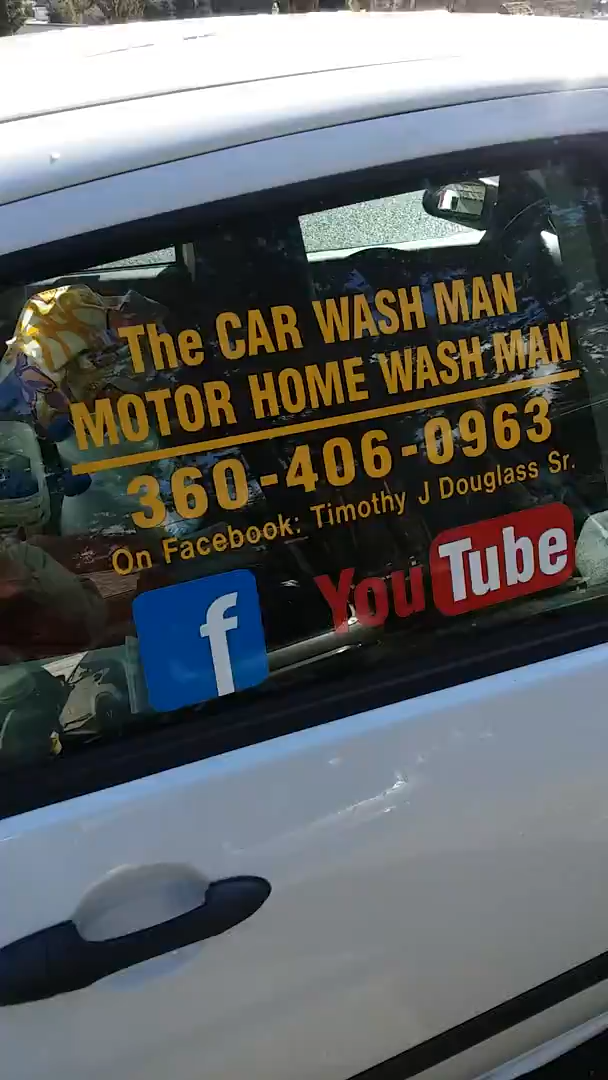 The CAR WASH MAN
MOTOR HOME WASH MAN
360-406-0963
On Facebook: Timothy J Douglass Sr.
f YouTube